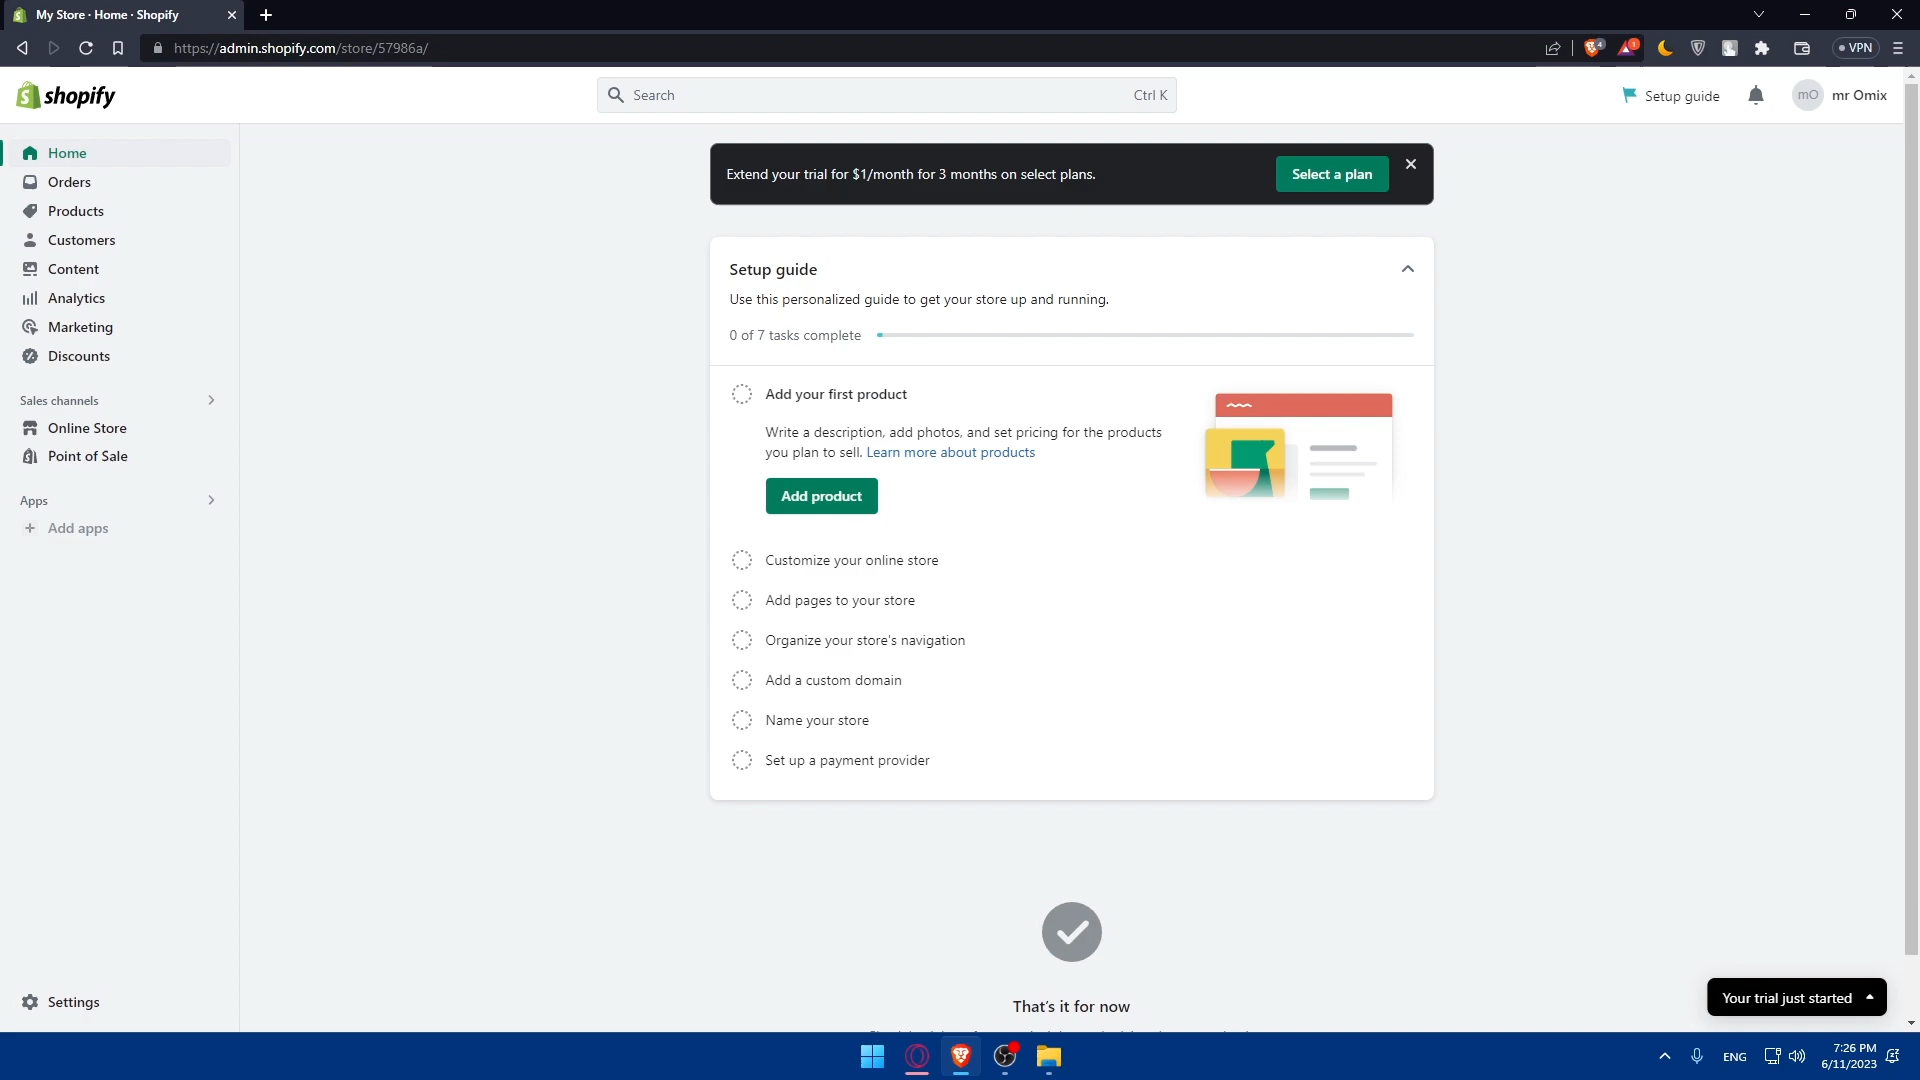 My Store · Home · Shopify
https://admin.shopify.com/store/57986a/
4
1
VPN
shopify
Search
Ctrl K
Setup guide
mO
mr Omix
Home
Orders
Products
Customers
Content
Analytics
Marketing
Discounts
Sales channels
Online Store
Point of Sale
Apps
Add apps
Settings
Extend your trial for $1/month for 3 months on select plans.
Select a plan
Setup guide
Use this personalized guide to get your store up and running.
0 of 7 tasks complete
Add your first product
Write a description, add photos, and set pricing for the products
you plan to sell. Learn more about products
Add product
Customize your online store
Add pages to your store
Organize your store's navigation
Add a custom domain
Name your store
Set up a payment provider
That's it for now
Your trial just started
ENG
7:26 PM
6/11/2023